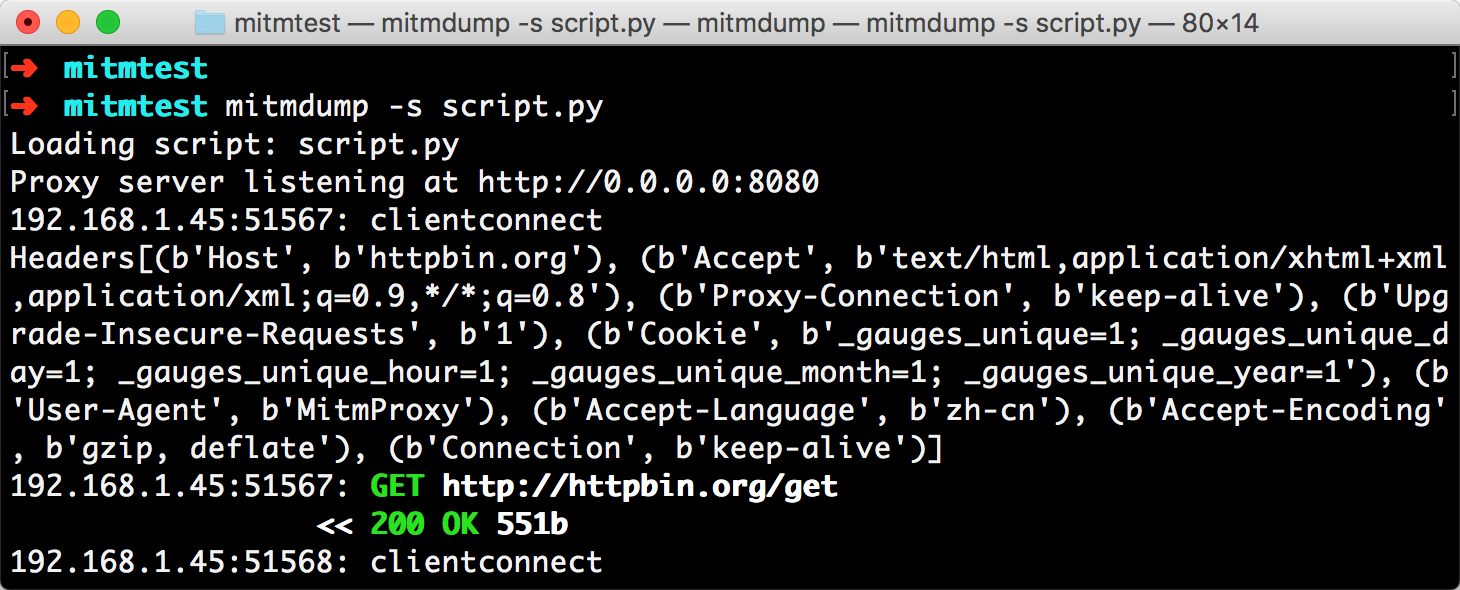 mitmtest — mitmdump -s script.py — mitmdump — mitmdump -s script.py — 80×14
[➜  mitmtest ]
[➜  mitmtest mitmdump -s script.py ]
Loading script: script.py
Proxy server listening at http://0.0.0.0:8080
192.168.1.45:51567: clientconnect
Headers[(b'Host', b'httpbin.org'), (b'Accept', b'text/html,application/xhtml+xml
,application/xml;q=0.9,*/*;q=0.8'), (b'Proxy-Connection', b'keep-alive'), (b'Upg
rade-Insecure-Requests', b'1'), (b'Cookie', b'_gauges_unique=1; _gauges_unique_d
ay=1; _gauges_unique_hour=1; _gauges_unique_month=1; _gauges_unique_year=1'), (b
'User-Agent', b'MitmProxy'), (b'Accept-Language', b'zh-cn'), (b'Accept-Encoding'
, b'gzip, deflate'), (b'Connection', b'keep-alive')]
192.168.1.45:51567: GET http://httpbin.org/get
<< 200 OK 551b
192.168.1.45:51568: clientconnect